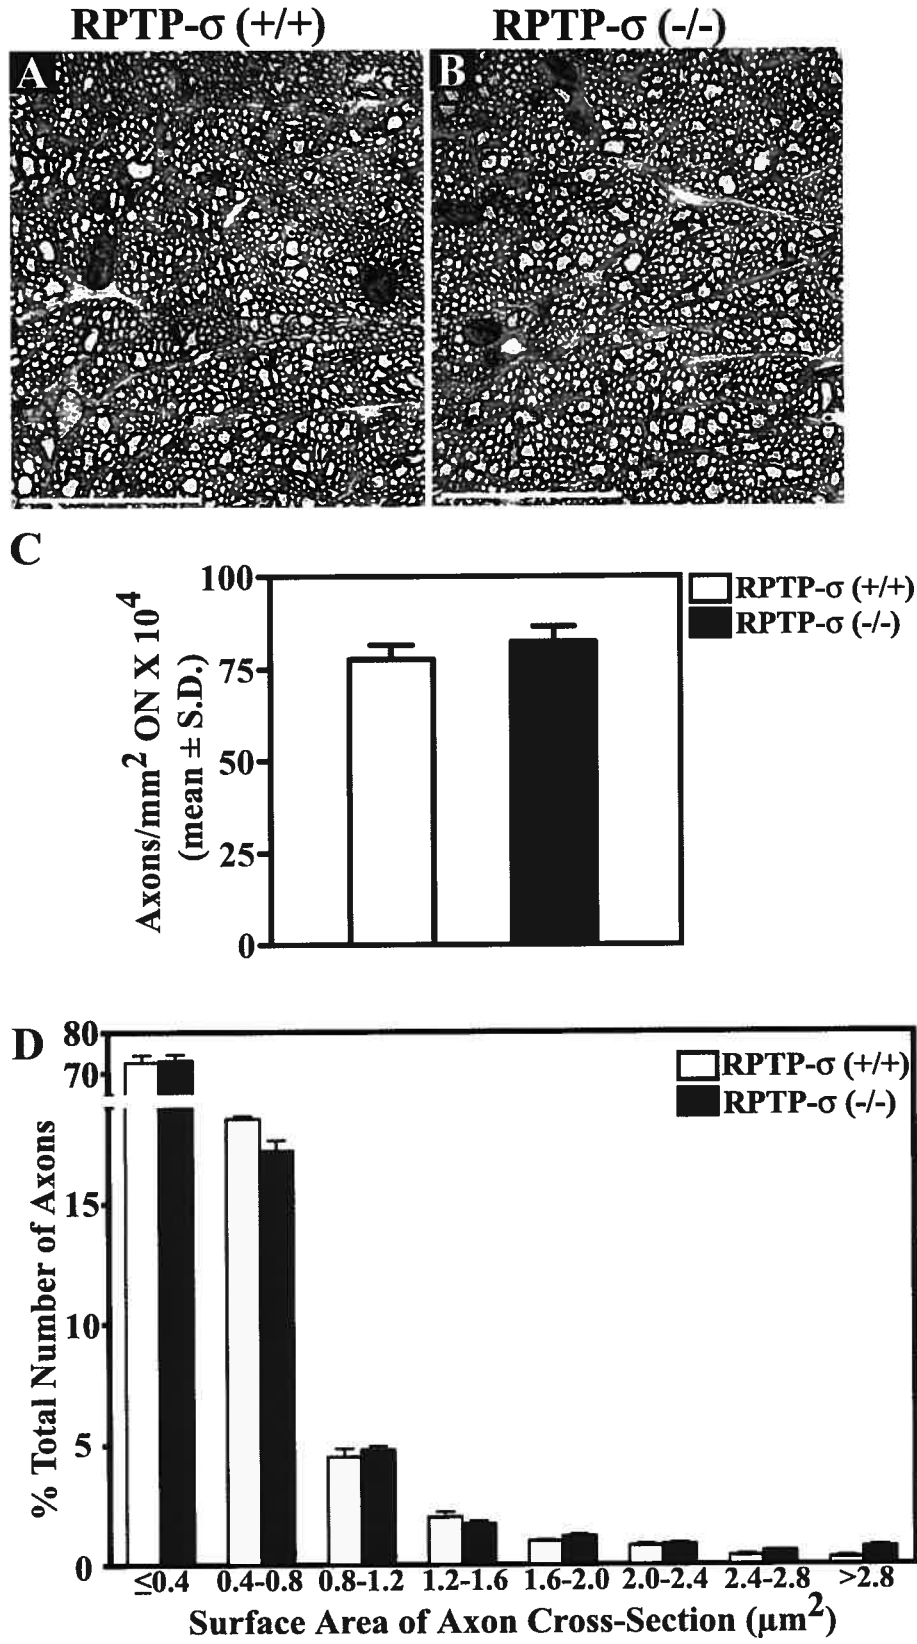 RPTP-σ (+/+) RPTP-σ (-/-)
A B
C
100
75
50
25
0
Axons/mm² ON X 10⁴
(mean ± S.D.)
RPTP-σ (+/+)
RPTP-σ (-/-)
D
80
70
15
10
5
0
% Total Number of Axons
RPTP-σ (+/+)
RPTP-σ (-/-)
≤0.4 0.4-0.8 0.8-1.2 1.2-1.6 1.6-2.0 2.0-2.4 2.4-2.8 >2.8
Surface Area of Axon Cross-Section (μm²)